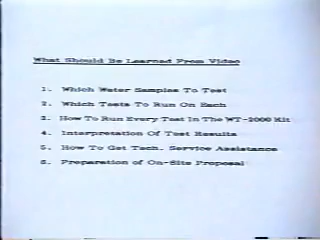 What Should Be Learned From Video
1. Which Water Samples To Test
2. Which Tests To Run On Each
3. How To Run Every Test In The WT-2000 Kit
4. Interpretation Of Test Results
5. How To Get Tech. Service Assistance
6. Preparation of On-Site Proposal